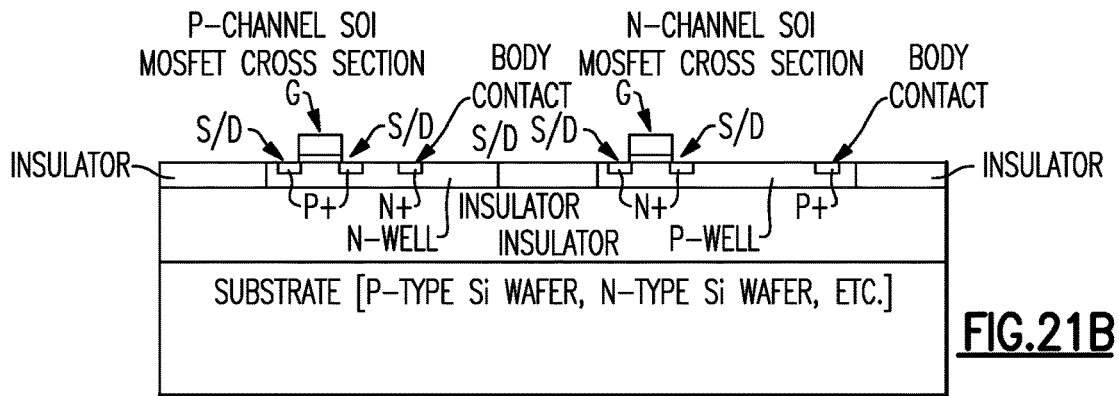 P-CHANNEL SOI
MOSFET CROSS SECTION
N-CHANNEL SOI
MOSFET CROSS SECTION
BODY
CONTACT
BODY
CONTACT
G
G
S/D
S/D
S/D
S/D
S/D
INSULATOR
INSULATOR
P+
N+
INSULATOR
N+
P+
N-WELL
INSULATOR
P-WELL
SUBSTRATE [P-TYPE Si WAFER, N-TYPE Si WAFER, ETC.]
FIG.21B